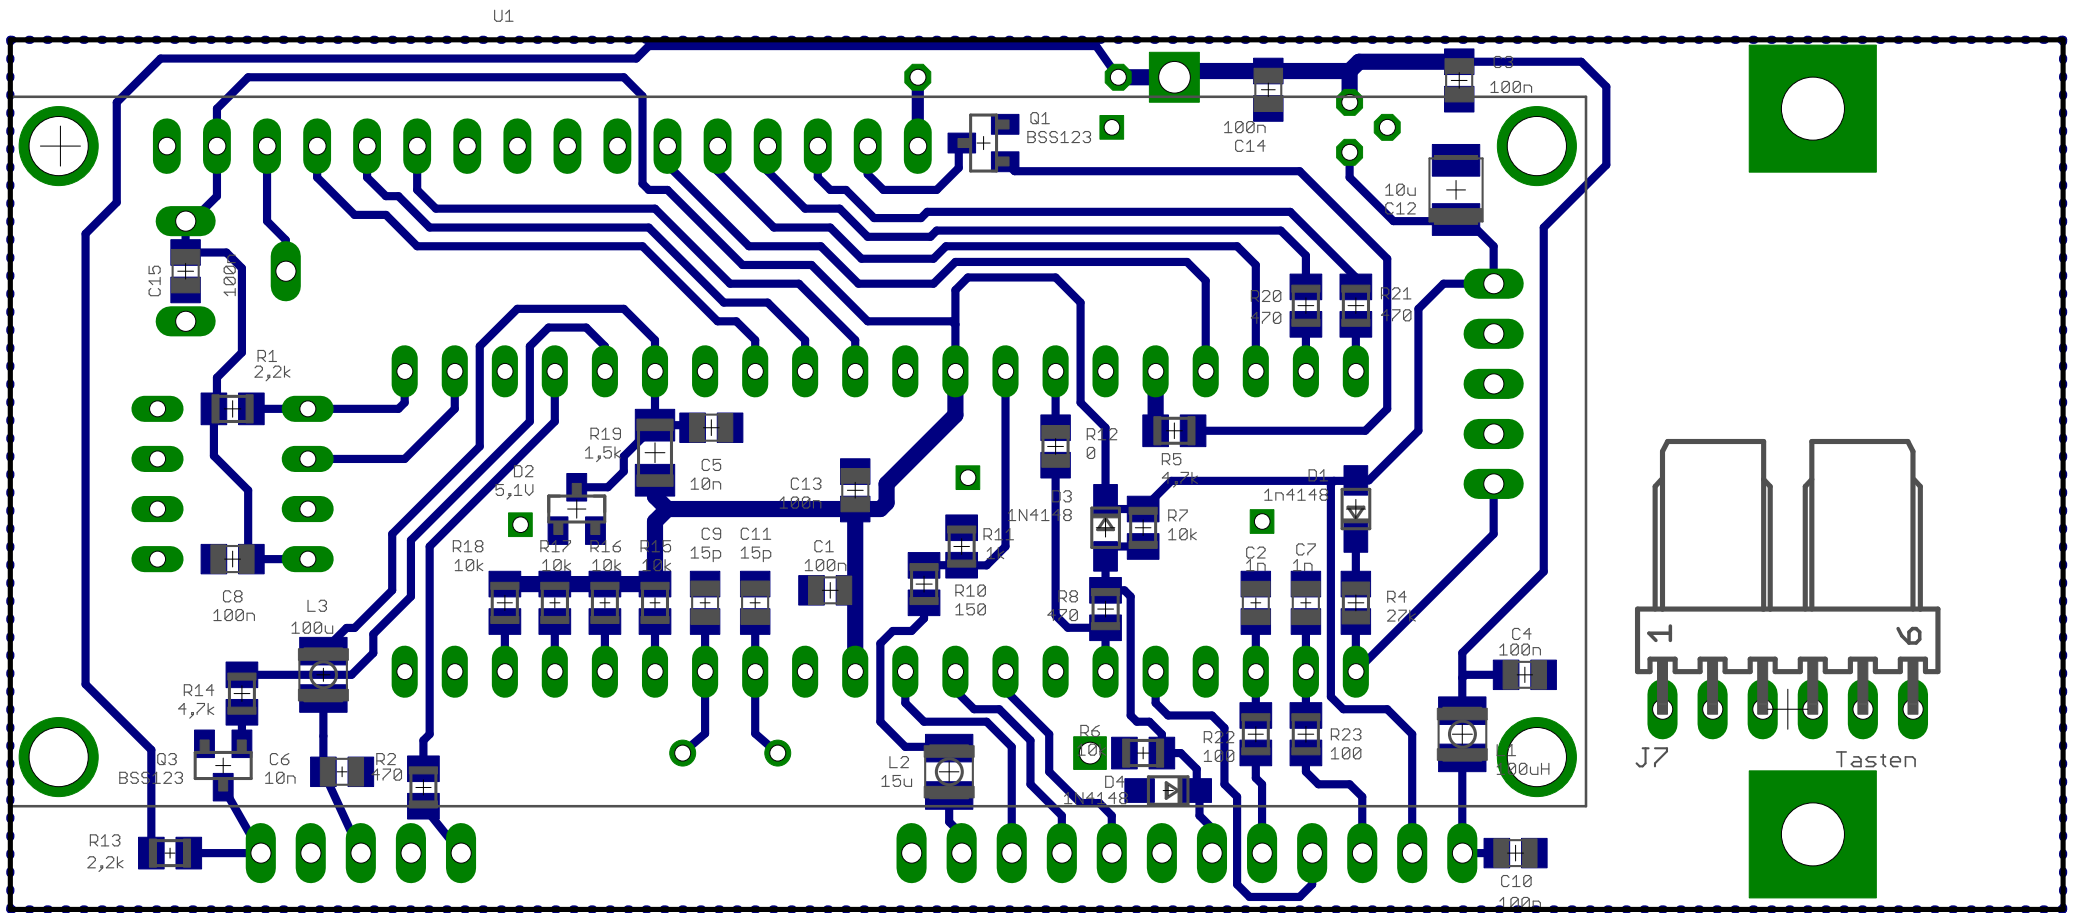 U1
C3
100n
Q1
BSS123
100n
C14
10u
C12
C15
100n
R20
470
R21
470
R1
2,2k
R19
1,5k
C5
10n
D2
5,1V
C13
100n
R12
0
R5
4,7k
D1
1n4148
D3
1N4148
R7
10k
R18
10k
R17
10k
R16
10k
R15
10k
C9
15p
C11
15p
C1
100n
R11
1k
R10
150
C2
1n
C7
1n
R8
470
R4
27k
C8
100n
L3
100u
C4
100n
1
6
R14
4,7k
Q3
BSS123
C6
10n
R2
470
L2
15u
R6
10k
R22
100
R23
100
100uH
D4
1N4148
J7
Tasten
R13
2,2k
C10
100n